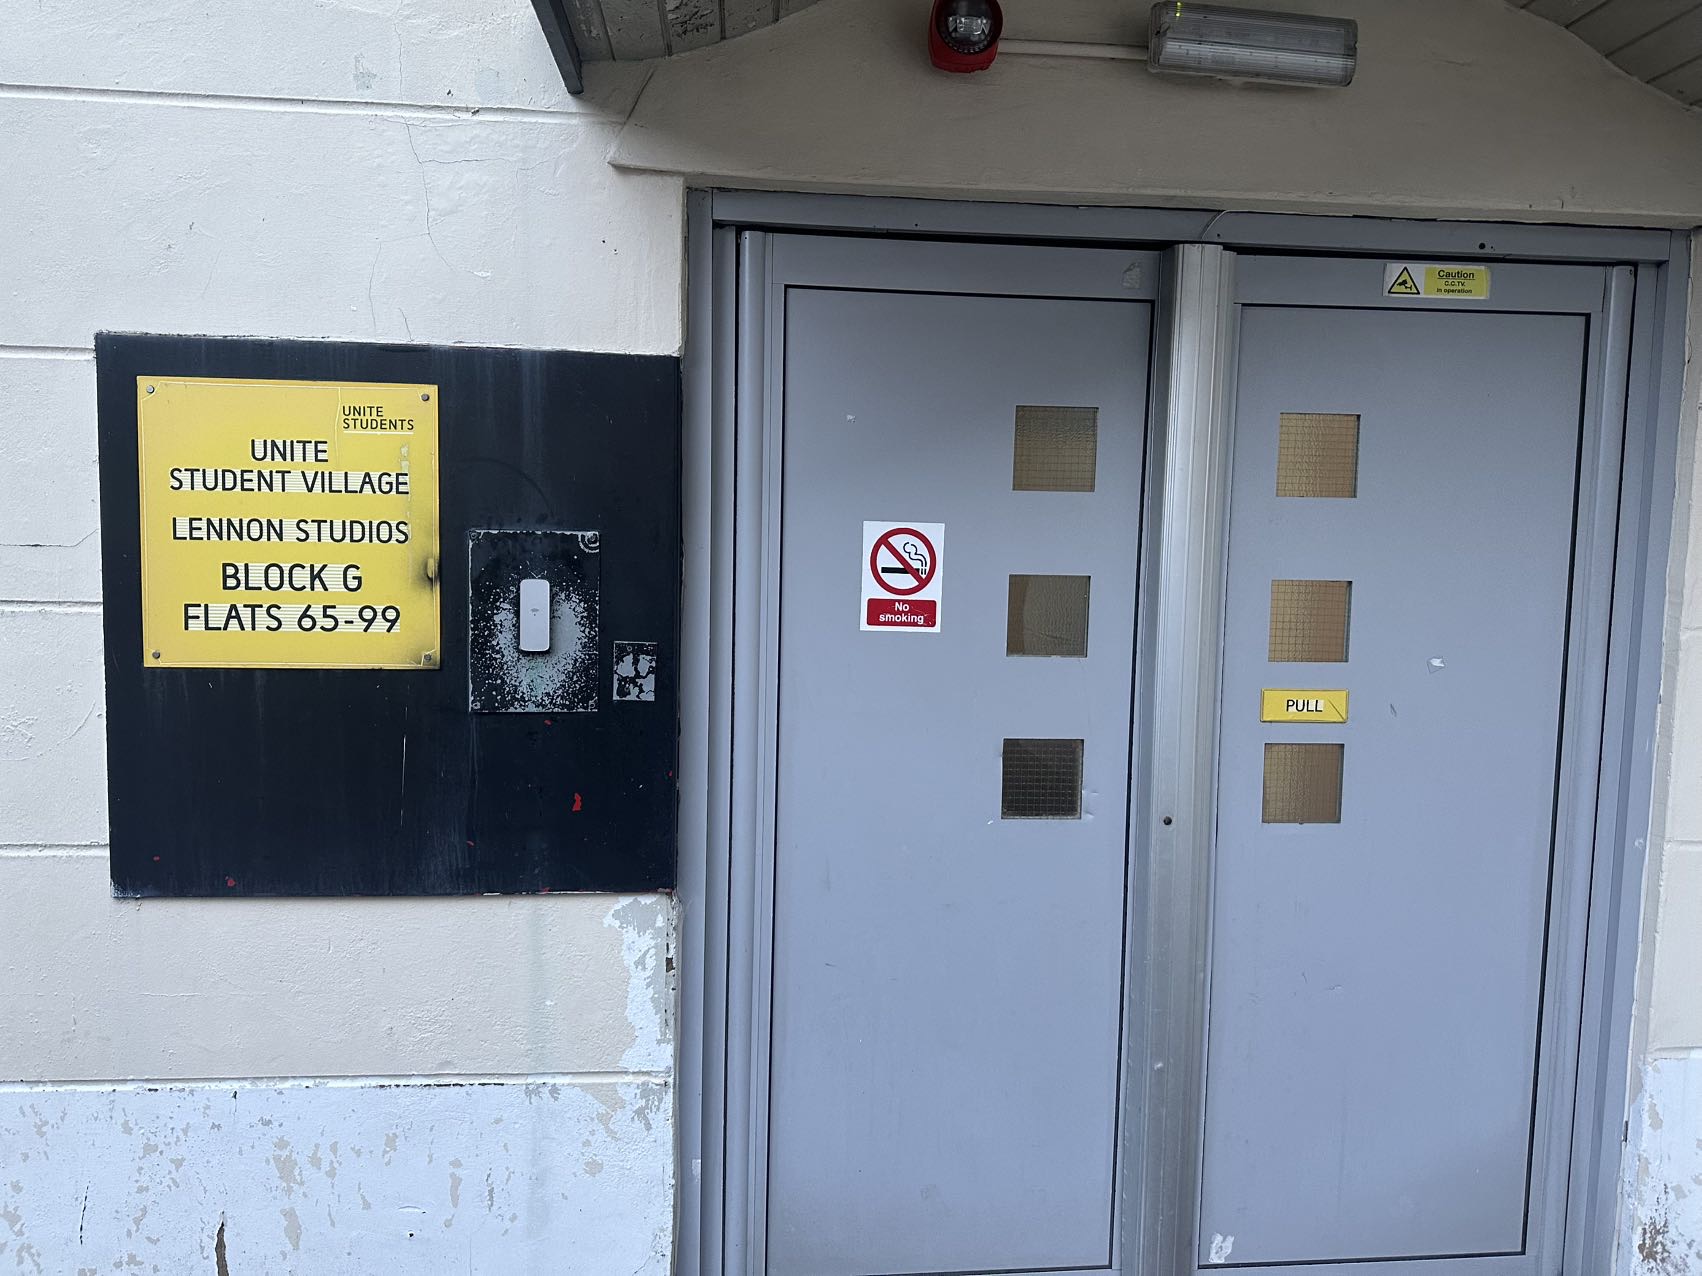 UNITE
STUDENTS
UNITE
STUDENT VILLAGE
LENNON STUDIOS
BLOCK G
FLATS 65-99
No
smoking
Caution
C.C.TV.
in operation
PULL